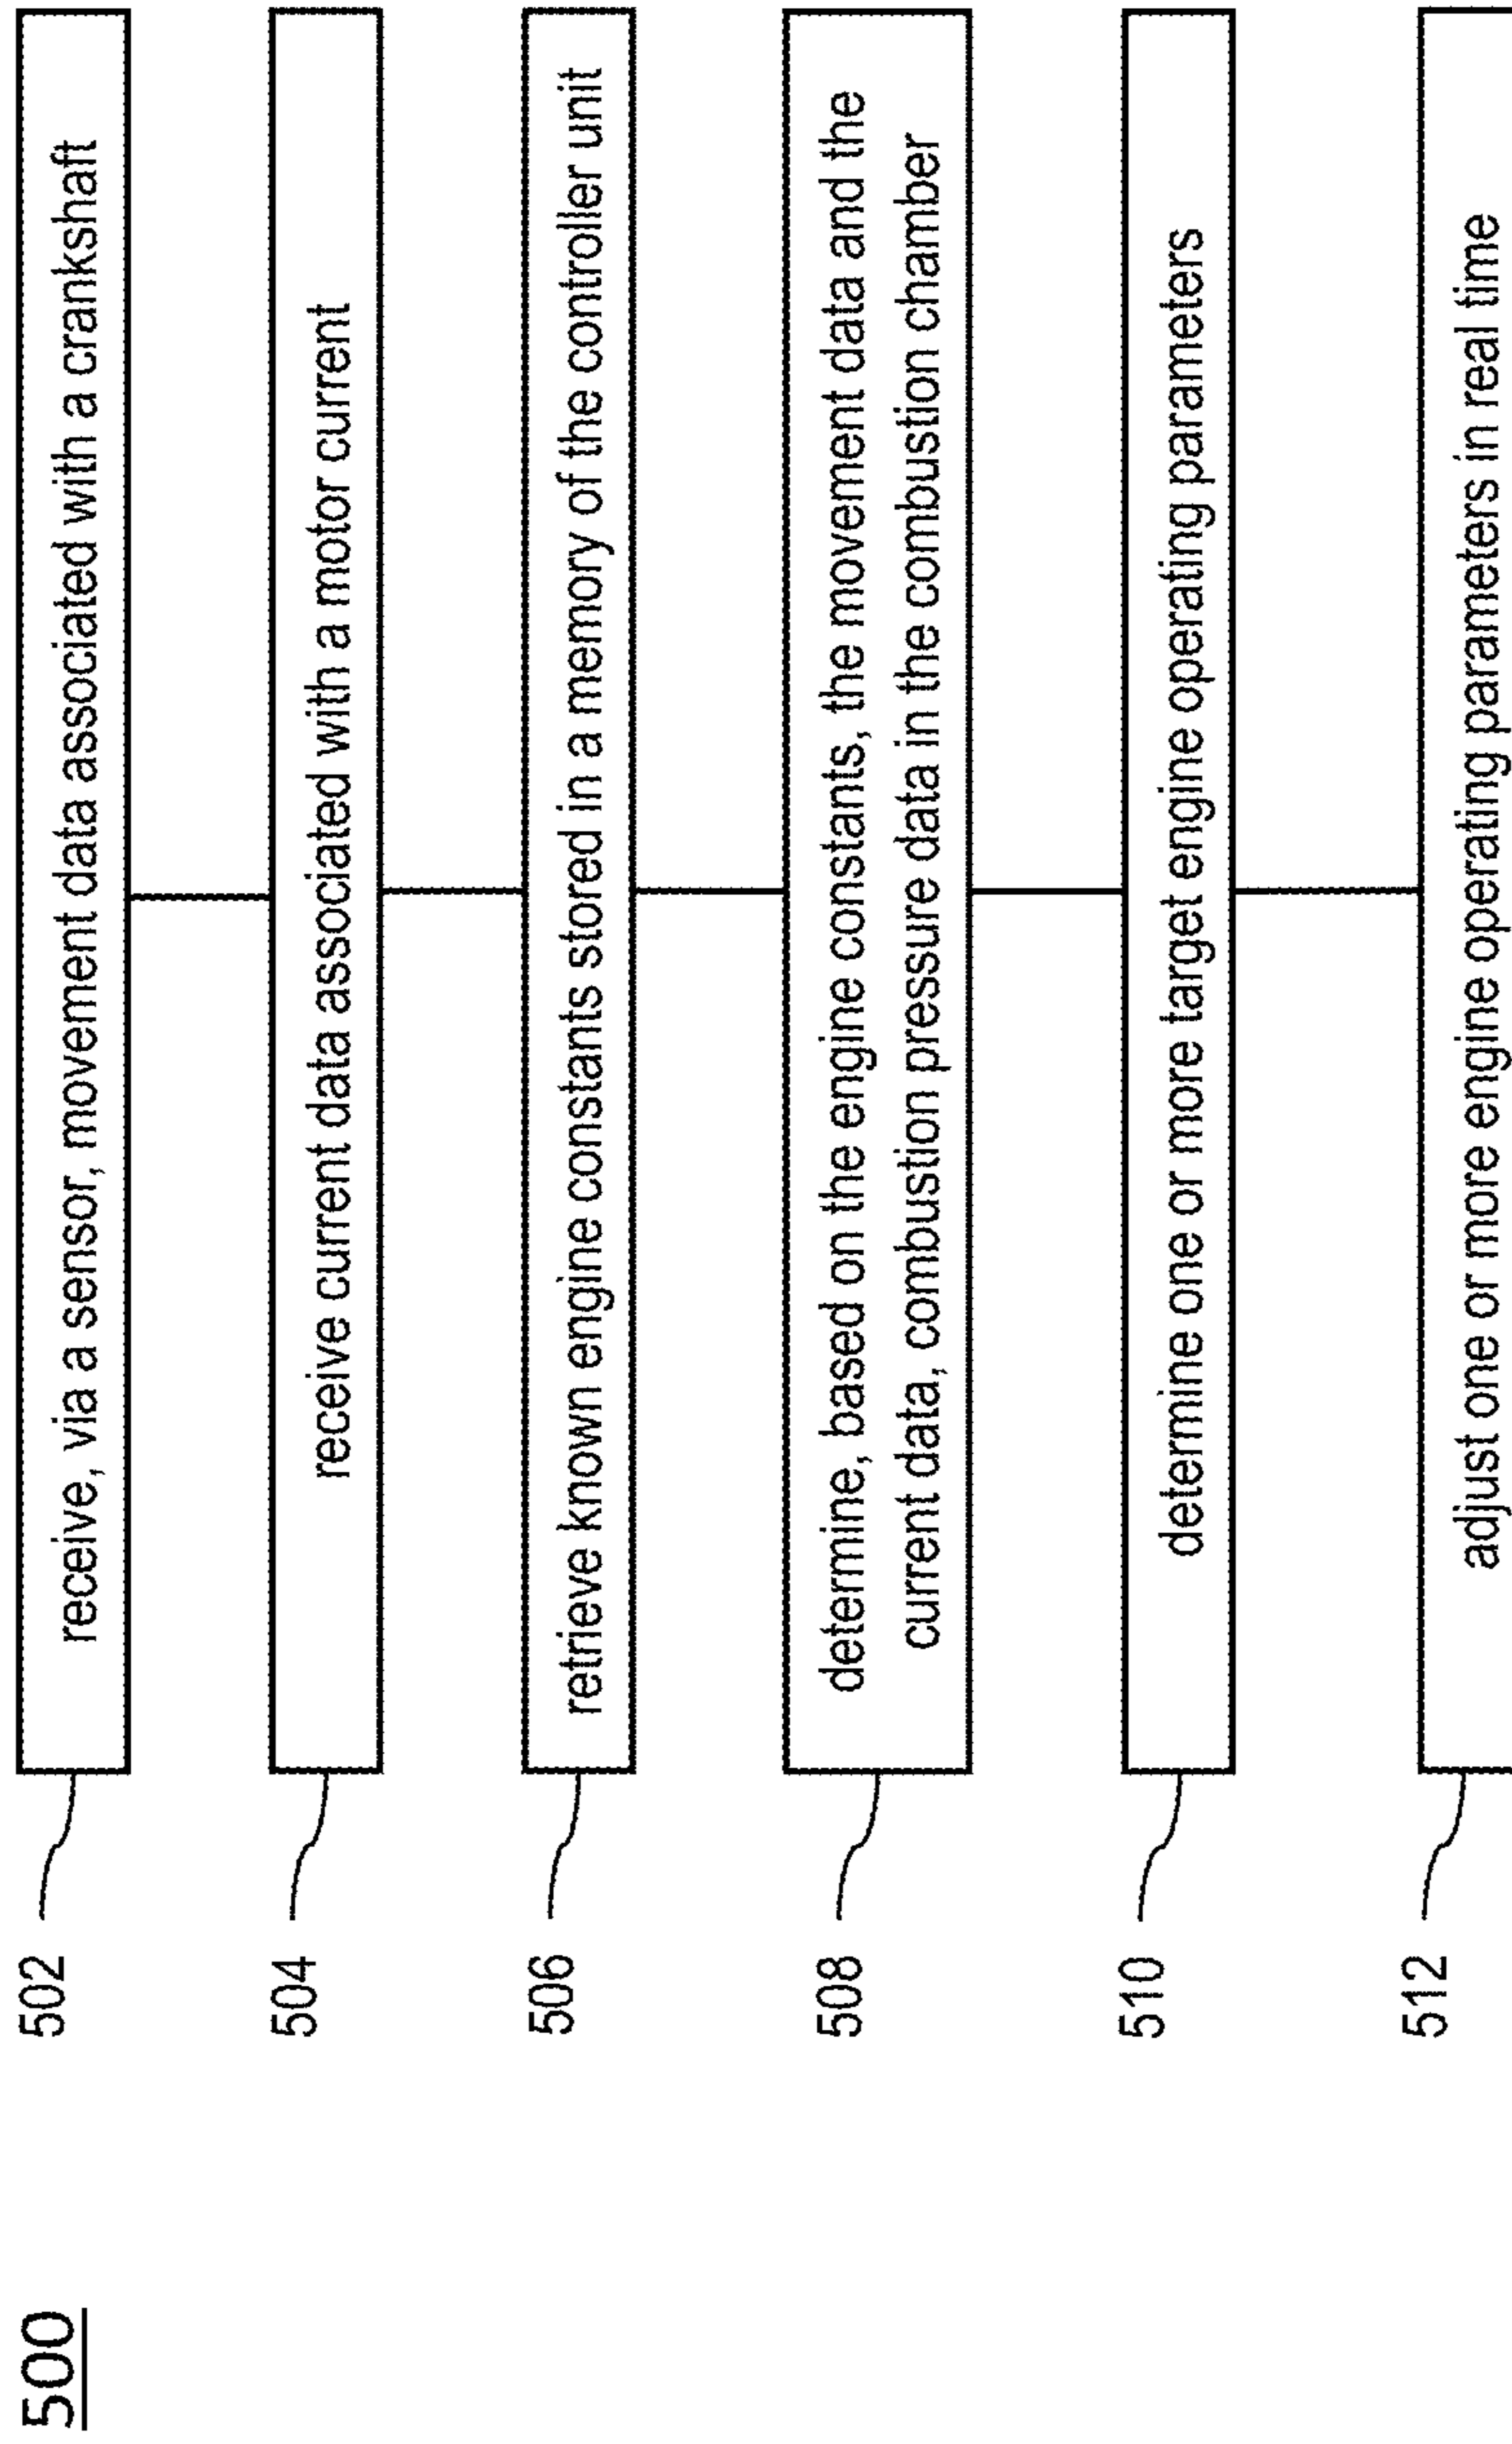 500
502
receive, via a sensor, movement data associated with a crankshaft
504
receive current data associated with a motor current
506
retrieve known engine constants stored in a memory of the controller unit
508
determine, based on the engine constants, the movement data and the
current data, combustion pressure data in the combustion chamber
510
determine one or more target engine operating parameters
512
adjust one or more engine operating parameters in real time